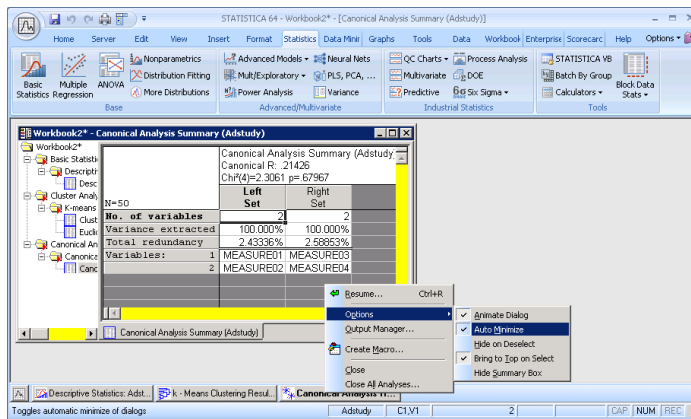 STATISTICA 64 - Workbook2* - [Canonical Analysis Summary (Adstudy)]
Home Server Edit View Insert Format Statistics Data Minir Graphs Tools Data Workbook Enterprise Scorecarc Help Options
Basic Statistics
Multiple Regression
ANOVA
Nonparametrics
Distribution Fitting
More Distributions
Base
Advanced Models
Mult/Exploratory
Power Analysis
Neural Nets
PLS, PCA, ...
Variance
Advanced/Multivariate
QC Charts
Multivariate
Predictive
Process Analysis
DOE
Six Sigma
Industrial Statistics
STATISTICA VB
Batch By Group
Calculators
Block Data Stats
Tools
Workbook2* - Canonical Analysis Summary (Adstudy)
Workbook2*
Basic Statisti
Descripti
Desc
Cluster Analy
K-means
Clust
Euclid
Canonical An
Canonica
Canc
Canonical Analysis Summary (Adstudy
Canonical R: .21426
Chi²(4)=2.3061 p=.67967
N=50
Left Set
Right Set
No. of variables 2 2
Variance extracted 100.000% 100.000%
Total redundancy 2.43336% 2.58853%
Variables: 1 MEASURE01 MEASURE03
2 MEASURE02 MEASURE04
Canonical Analysis Summary (Adstudy)
Resume... Ctrl+R
Options
Output Manager...
Create Macro...
Close
Close All Analyses...
Animate Dialog
Auto Minimize
Hide on Deselect
Bring to Top on Select
Hide Summary Box
Descriptive Statistics: Adst...
k - Means Clustering Resul...
Canonical Analysis R...
Toggles automatic minimize of dialogs
Adstudy C1,V1 2 CAP NUM REC